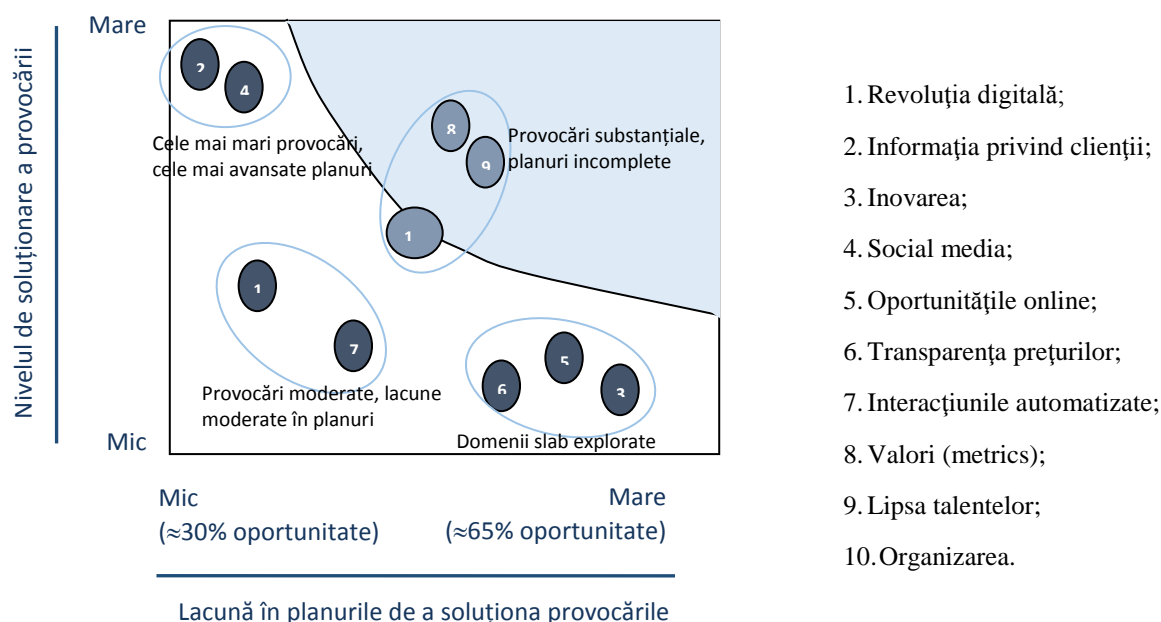 Mare
Nivelul de soluționare a provocării
2
4
Cele mai mari provocări,
cele mai avansate planuri
8
9
Provocări substanțiale,
planuri incomplete
1
1
7
Provocări moderate, lacune
moderate în planuri
6
5
3
Domenii slab explorate
Mic
Mic
(≈30% oportunitate)
Mare
(≈65% oportunitate)
Lacună în planurile de a soluționa provocările
1. Revoluția digitală;
2. Informaţia privind clienţii;
3. Inovarea;
4. Social media;
5. Oportunităţile online;
6. Transparenţa preţurilor;
7. Interacţiunile automatizate;
8. Valori (metrics);
9. Lipsa talentelor;
10. Organizarea.